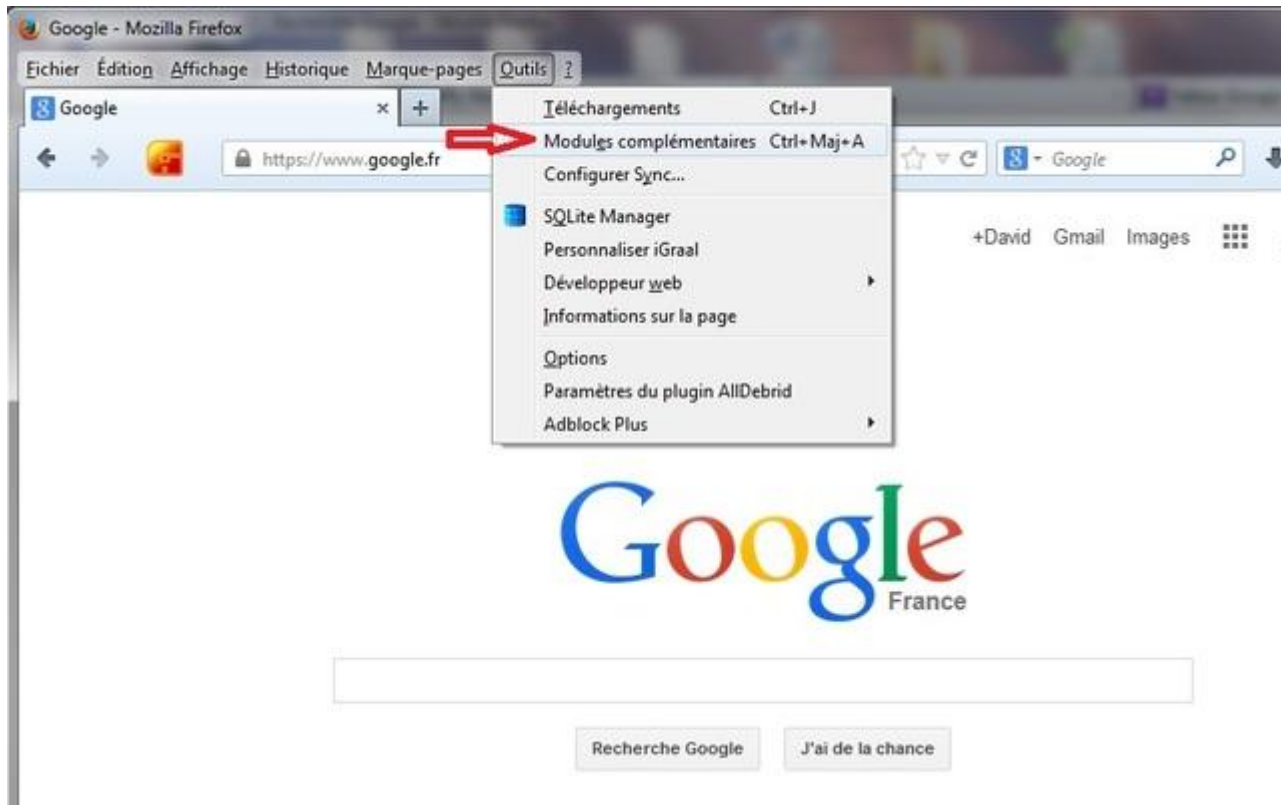 Google - Mozilla Firefox
Fichier Édition Affichage Historique Marque-pages Outils ?
Google
Téléchargements Ctrl+J
Modules complémentaires Ctrl+Maj+A
https://www.google.fr
Google
Configurer Sync...
SQLite Manager
+David Gmail Images
Personnaliser iGraal
Développeur web
Informations sur la page
Options
Paramètres du plugin AllDebrid
Adblock Plus
Google
France
Recherche Google J'ai de la chance